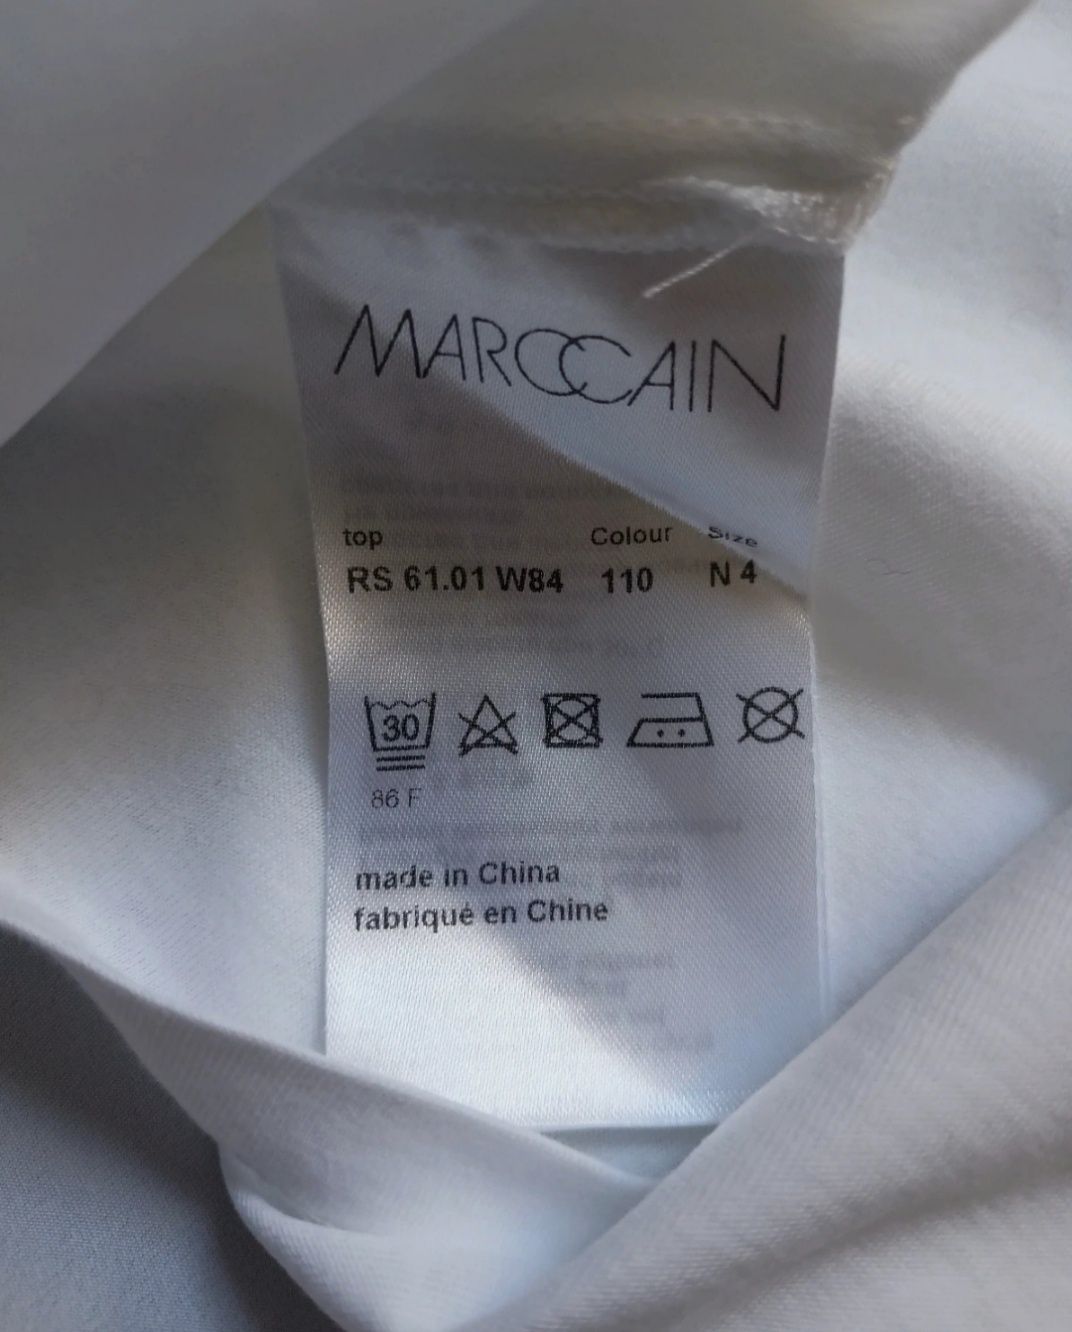 MARCCAIN
top Colour Size
RS 61.01 W84 110 N 4
30
86 F
made in China
fabriqué en Chine